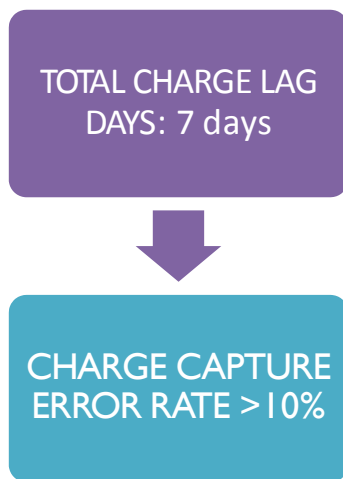 TOTAL CHARGE LAG
DAYS: 7 days
CHARGE CAPTURE
ERROR RATE >10%